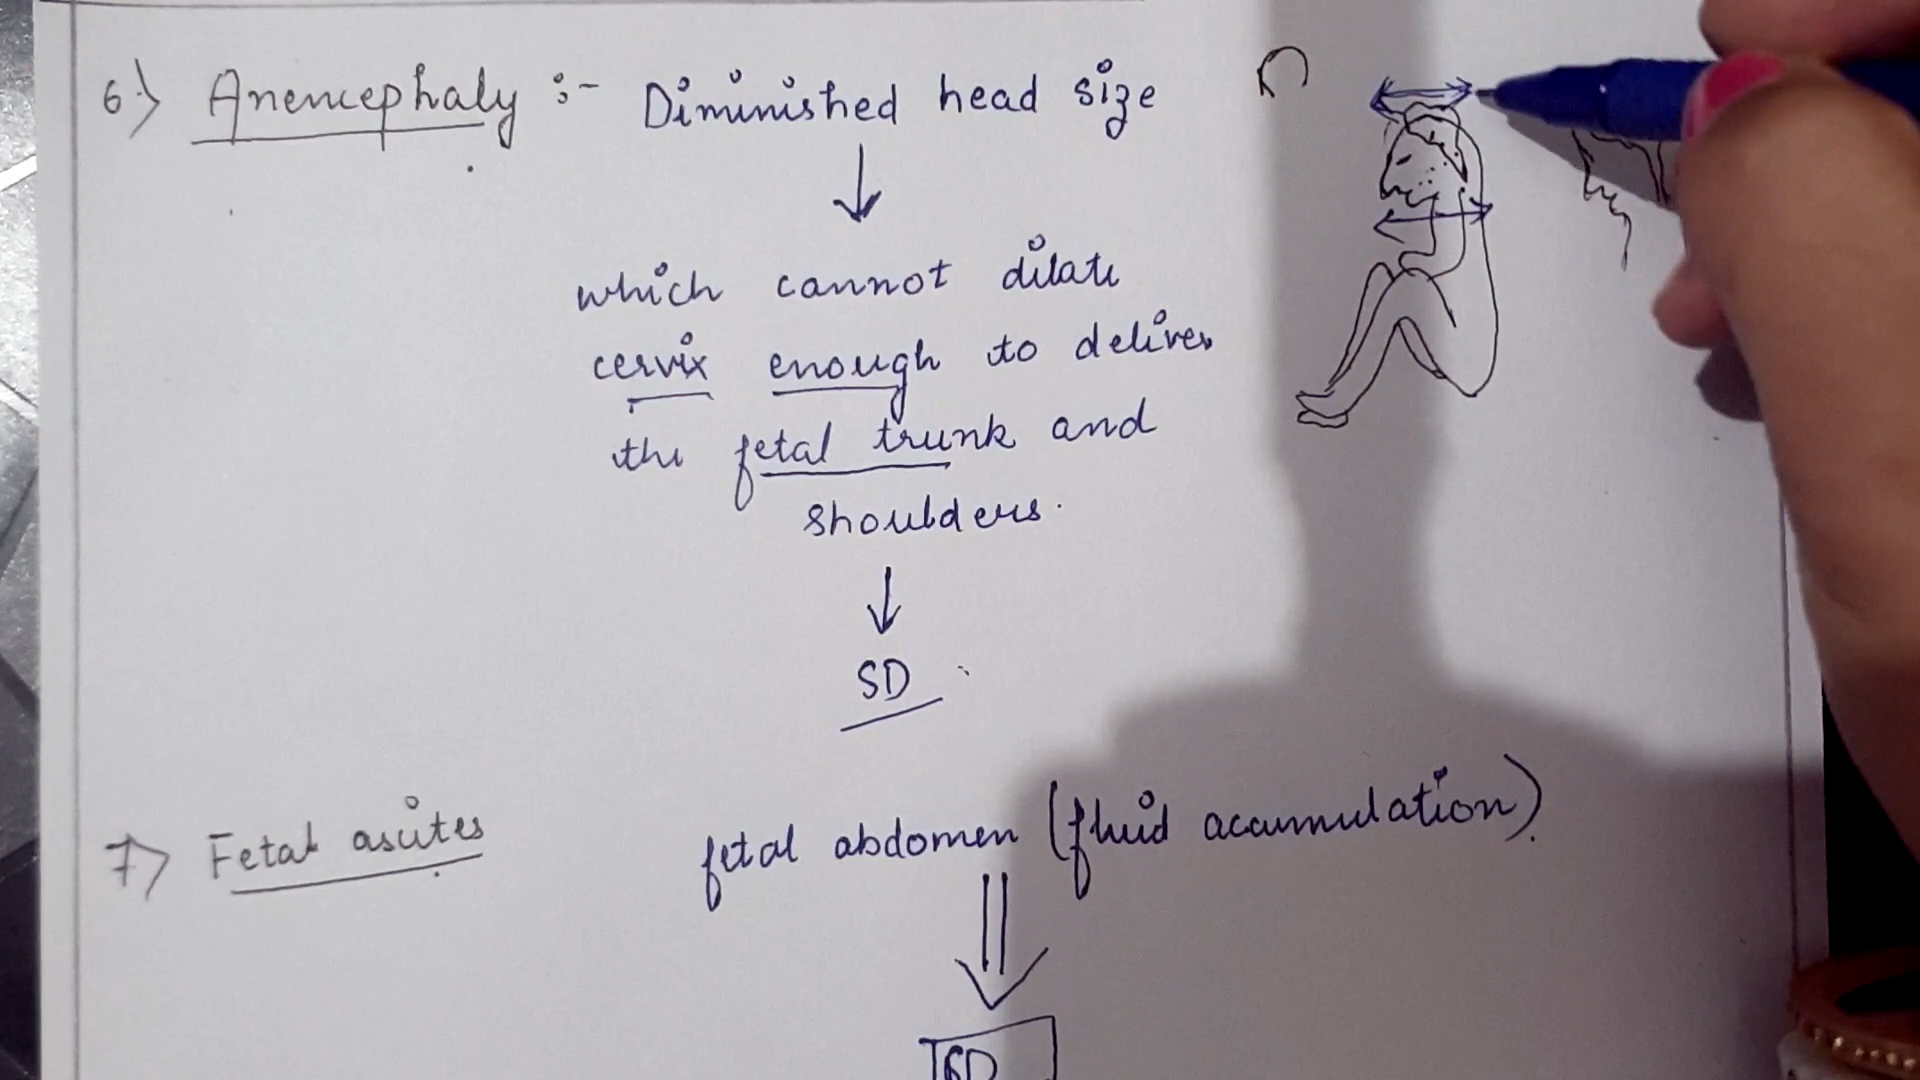 6) Anencephaly :- Diminished head size
↓
which cannot dilate
cervix enough to deliver
the fetal trunk and
shoulders.
↓
SD
7) Fetal ascites fetal abdomen (fluid accumulation)
⇓
SD